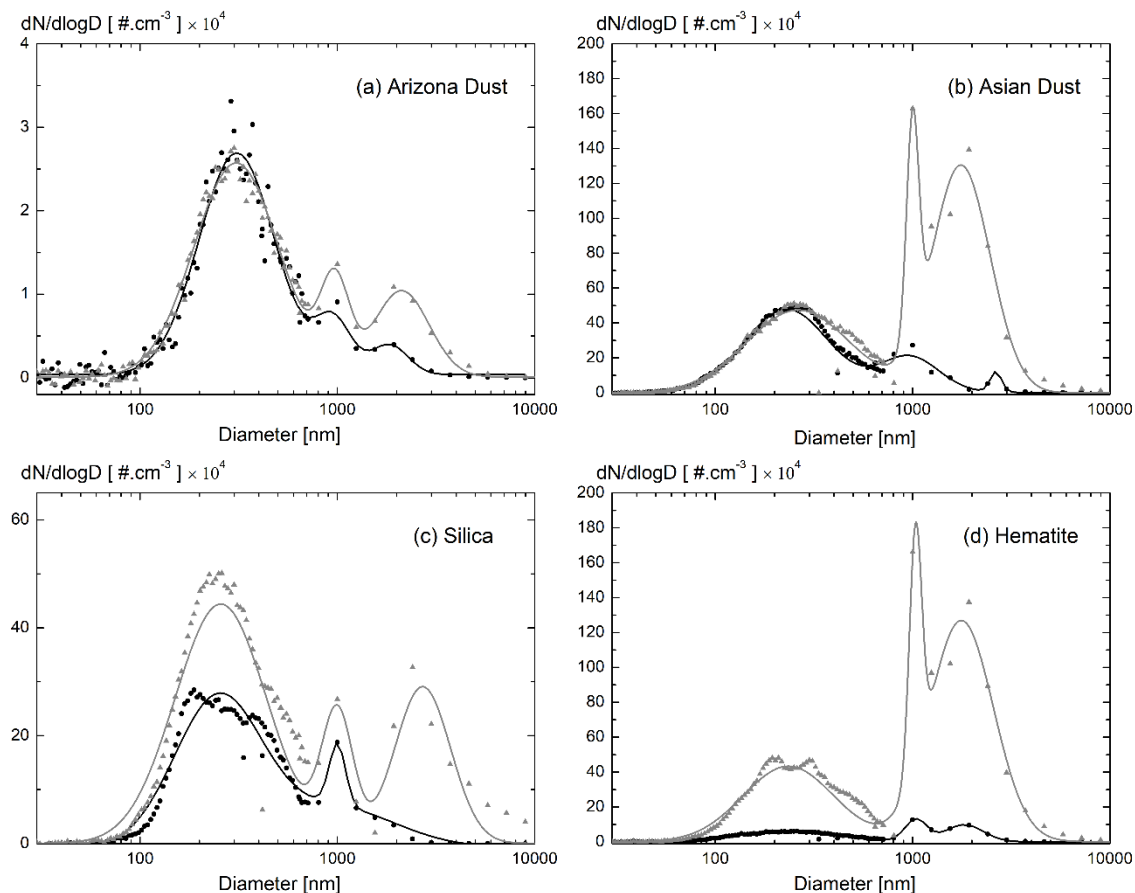 dN/dlogD [ #.cm⁻³ ] × 10⁴
4
3
2
1
0
(a) Arizona Dust
100 1000 10000
Diameter [nm]
dN/dlogD [ #.cm⁻³ ] × 10⁴
200
180
160
140
120
100
80
60
40
20
0
(b) Asian Dust
100 1000 10000
Diameter [nm]
dN/dlogD [ #.cm⁻³ ] × 10⁴
60
40
20
0
(c) Silica
100 1000 10000
Diameter [nm]
dN/dlogD [ #.cm⁻³ ] × 10⁴
200
180
160
140
120
100
80
60
40
20
0
(d) Hematite
100 1000 10000
Diameter [nm]